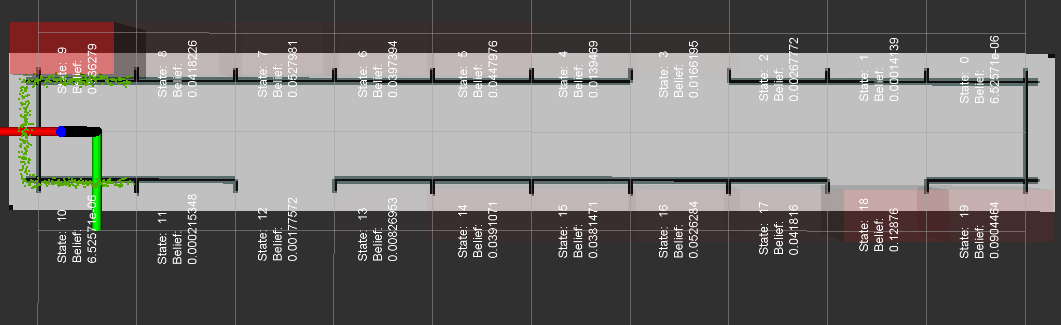 State: 9
Belief:
State: 8
Belief:
0.0418226
State: 7
Belief:
0.0527981
State: 6
Belief:
0.0397394
State: 5
Belief:
0.0447976
State: 4
Belief:
0.0139469
State: 3
Belief:
0.0166195
State: 2
Belief:
0.00267772
State: 1
Belief:
0.00014139
State: 0
Belief:
6.52571e-06
State: 10
Belief:
6.52571e-06
State: 11
Belief:
0.000215348
State: 12
Belief:
0.00177572
State: 13
Belief:
0.00626953
State: 14
Belief:
0.0391071
State: 15
Belief:
0.0381471
State: 16
Belief:
0.0526284
State: 17
Belief:
0.041816
State: 18
Belief:
0.12876
State: 19
Belief:
0.0904464